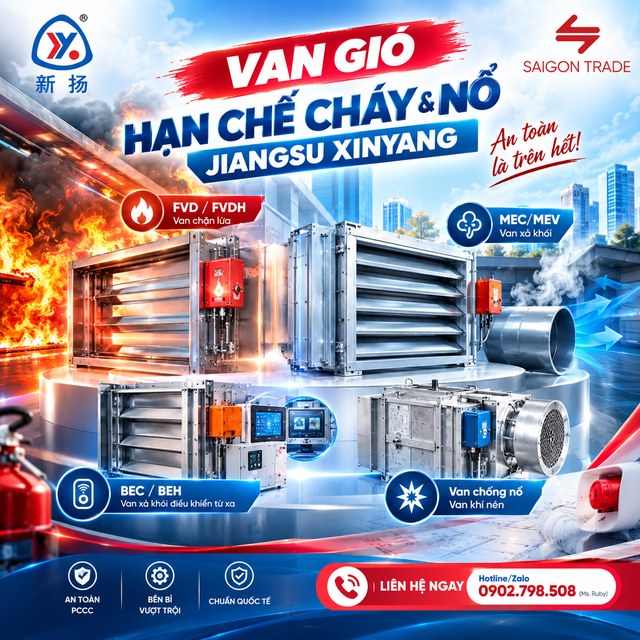 新扬
®
SAIGON TRADE
VAN GIÓ
HẠN CHẾ CHÁY & NỔ
JIANGSU XINYANG
An toàn
là trên hết!
FVD / FVDH
Van chặn lửa
MEC/MEV
Van xả khói
BEC / BEH
Van xả khói điều khiển từ xa
Van chống nổ
Van khí nén
AN TOÀN
PCCC
BỀN BỈ
VƯỢT TRỘI
CHUẨN QUỐC TẾ
LIÊN HỆ NGAY
Hotline/Zalo
0902.798.508 (Ms. Ruby)